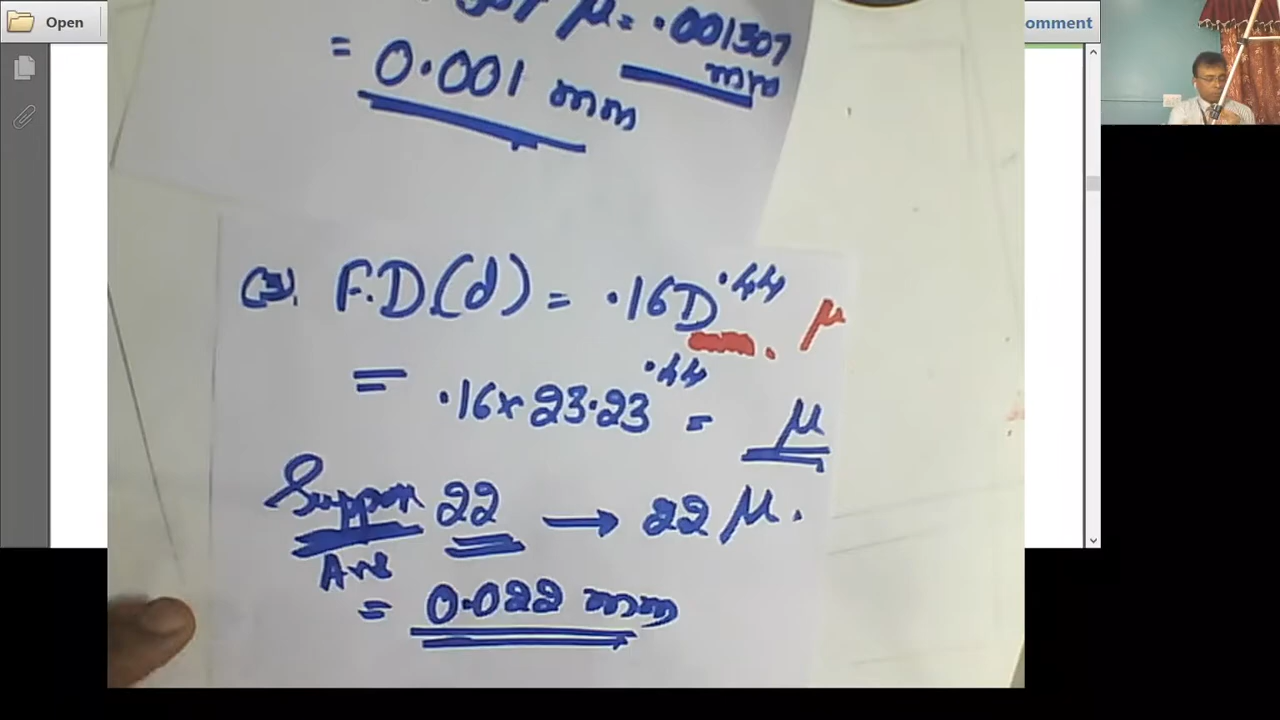 Open
omment
μ = .001307
mm
= 0.001 mm
(3). F.D.(d) = .16D^.44 μ
= .16 x 23.23^.44 = μ
Suppose 22 → 22 μ.
Ans
= 0.022 mm